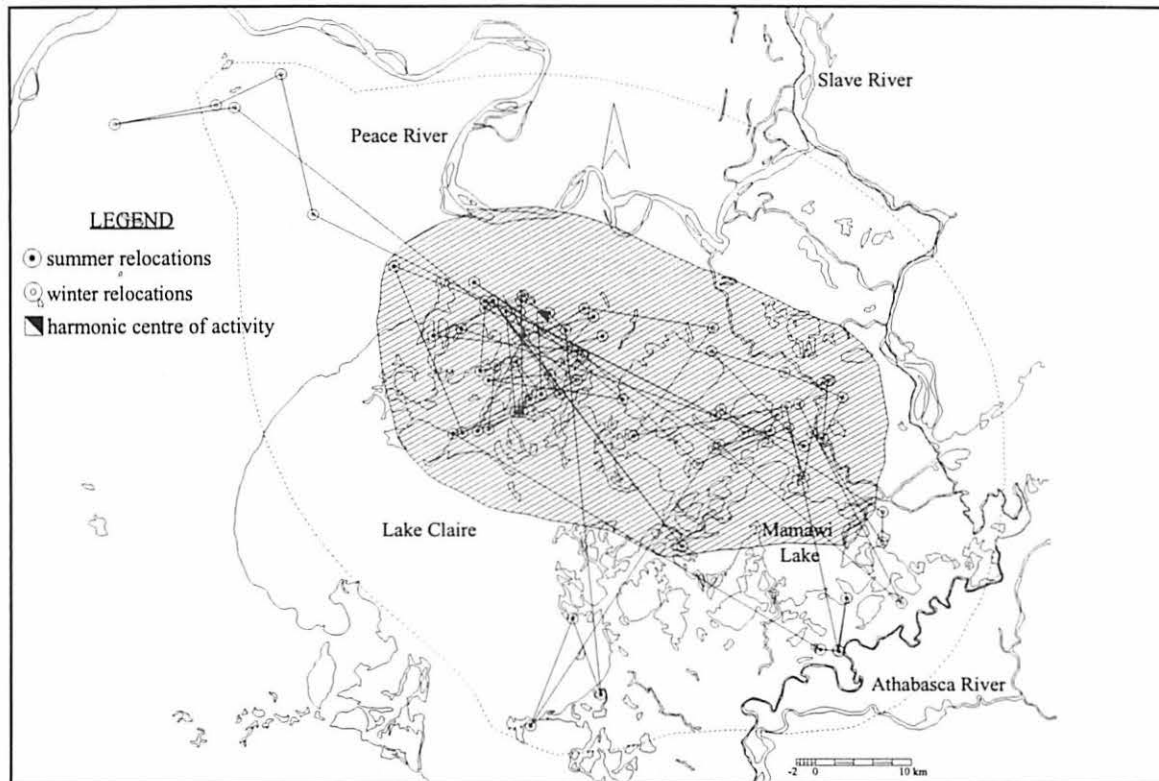 Slave River
Peace River
LEGEND
summer relocations
winter relocations
harmonic centre of activity
Lake Claire
Mamawi
Lake
Athabasca River
-2 0 10 km